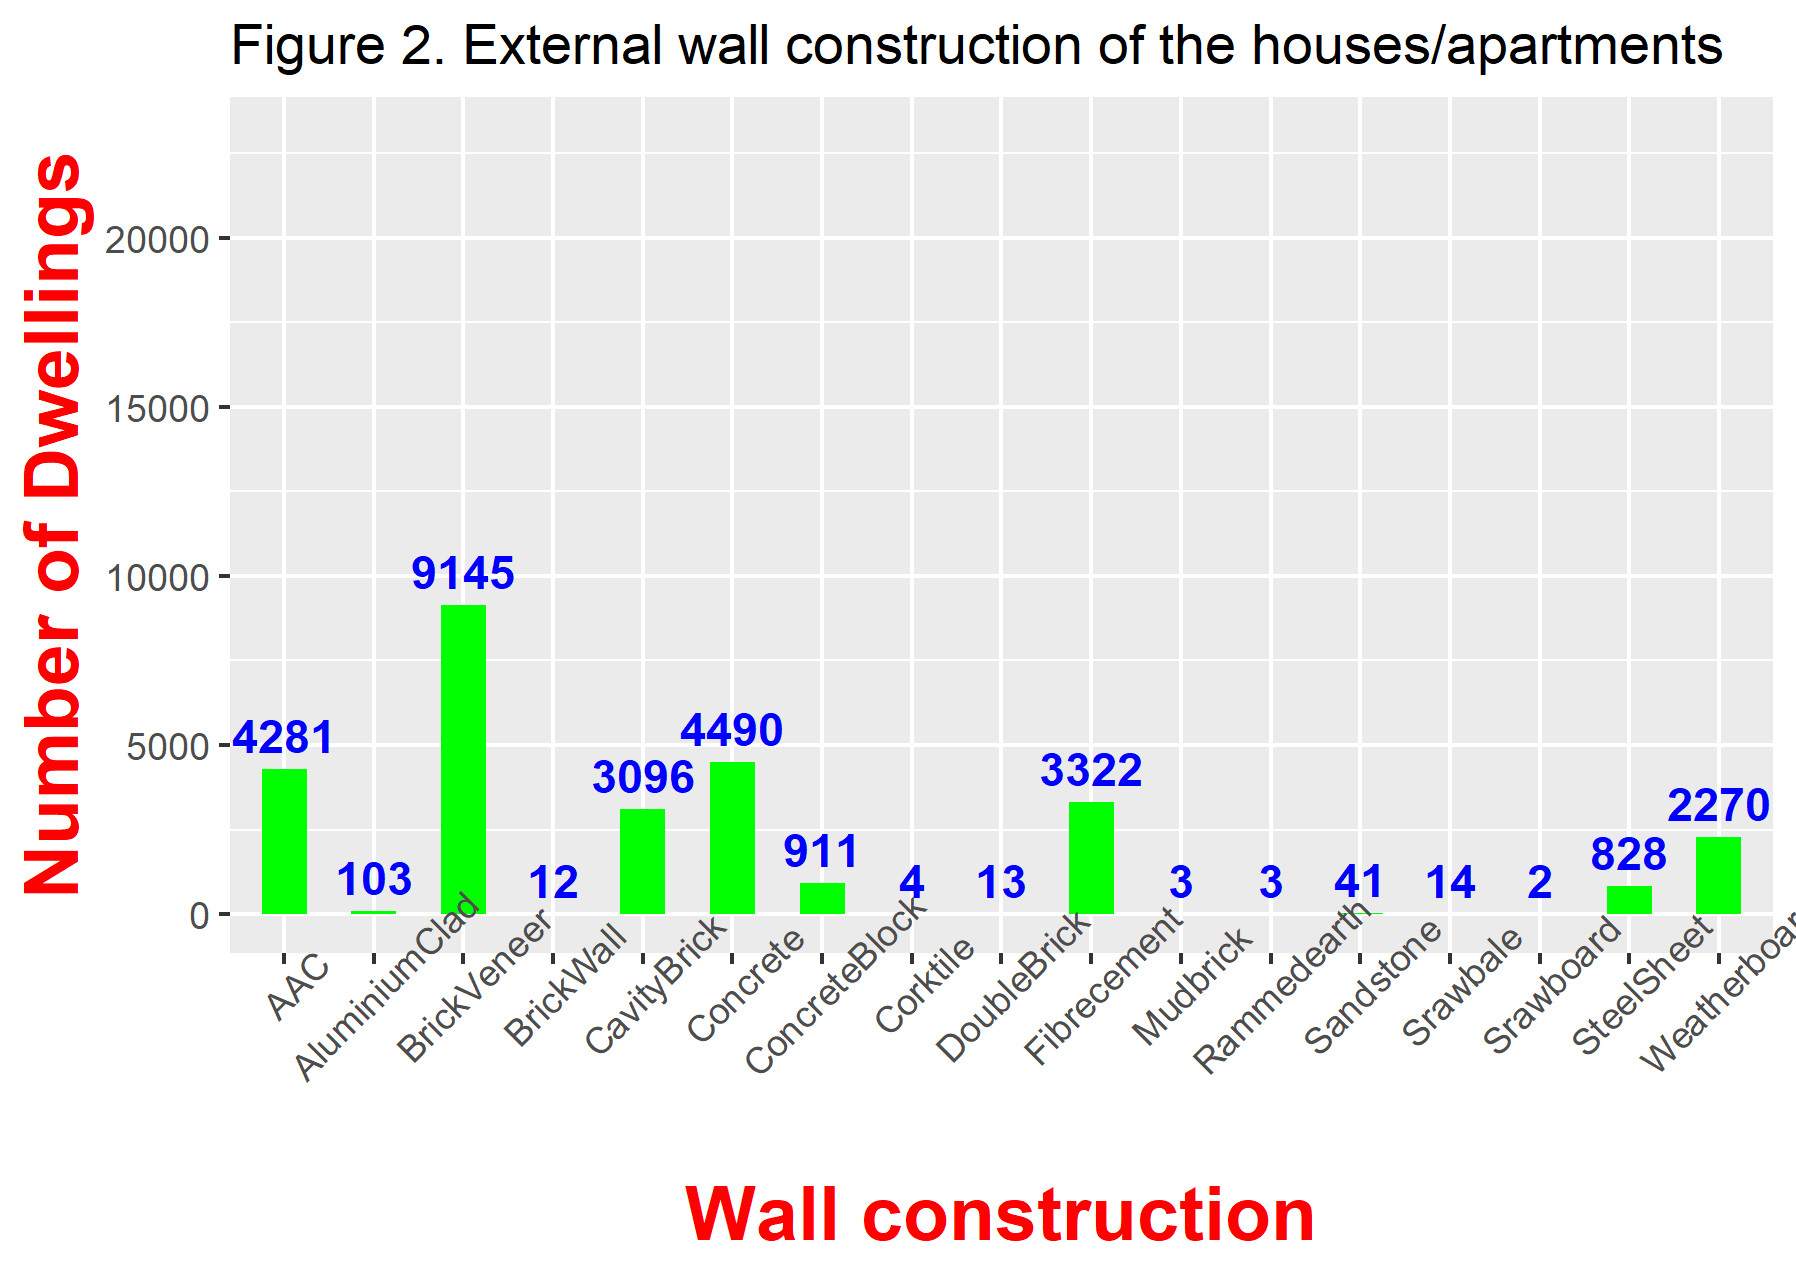 Figure 2. External wall construction of the houses/apartments
Number of Dwellings
20000
15000
10000
5000
0
4281
103
9145
12
3096
4490
911
4
13
3322
3
3
41
14
2
828
2270
AAC
AluminiumClad
BrickVeneer
BrickWall
CavityBrick
Concrete
ConcreteBlock
Corktile
DoubleBrick
Fibrecement
Mudbrick
Rammedearth
Sandstone
Srawbale
Srawboard
SteelSheet
Weatherboar
Wall construction